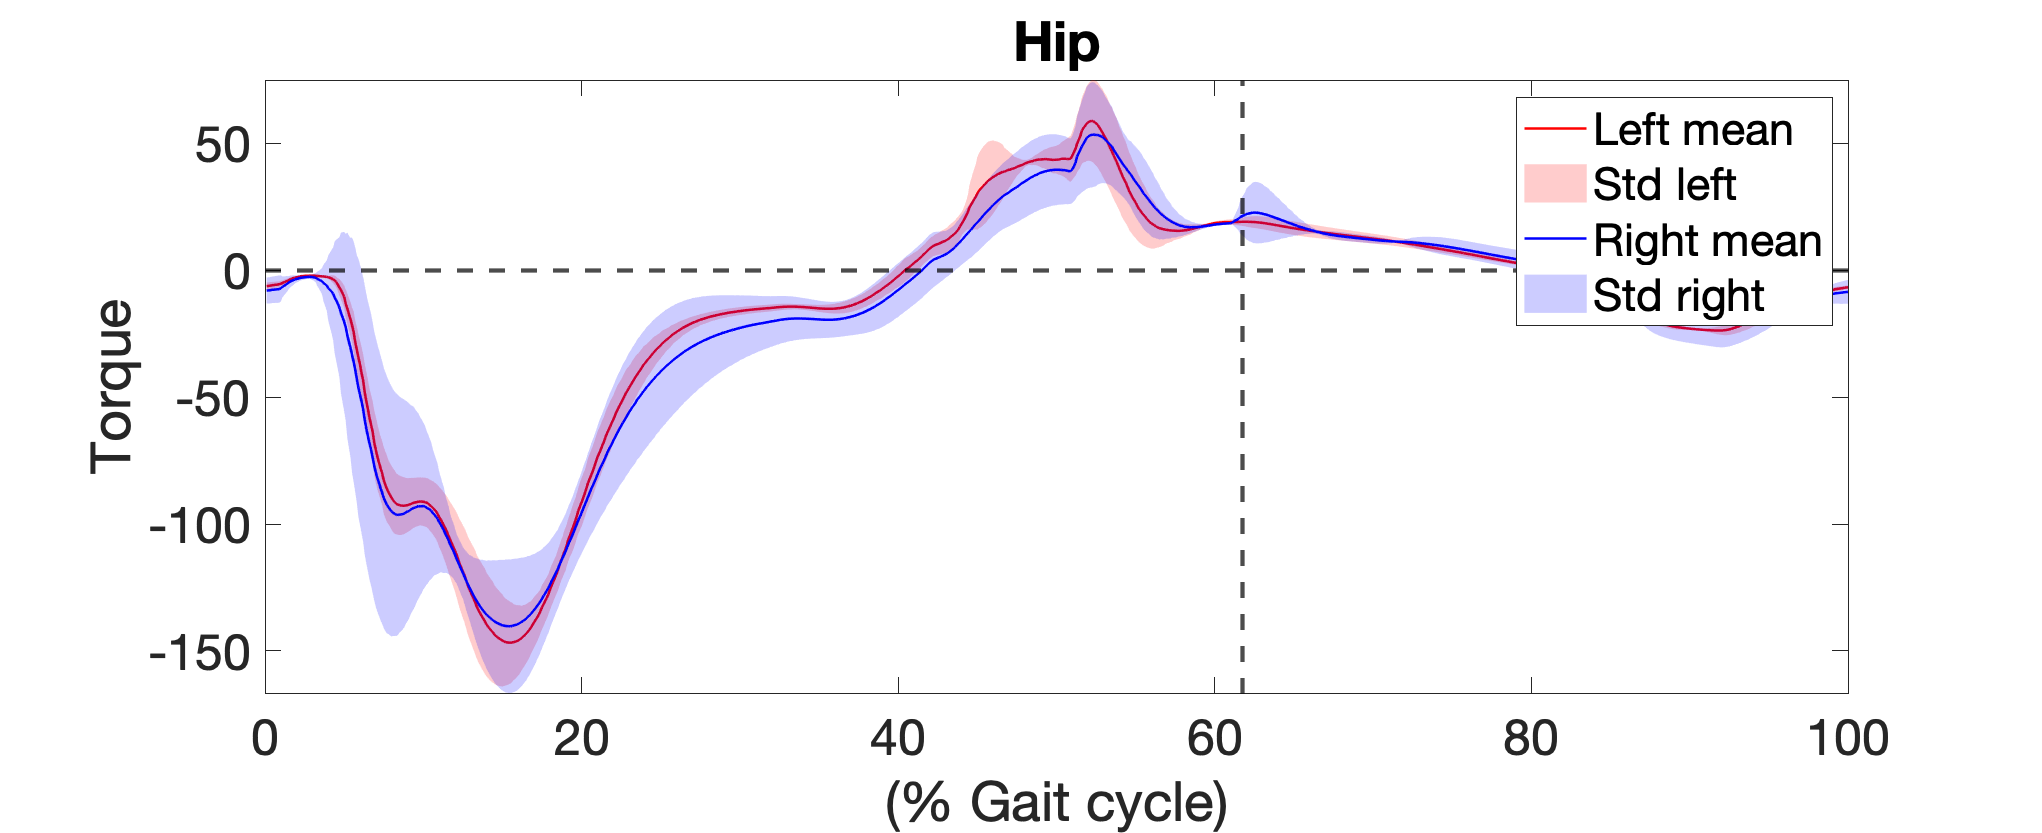 Hip
Torque
50
0
-50
-100
-150
Left mean
Std left
Right mean
Std right
0 20 40 60 80 100
(% Gait cycle)